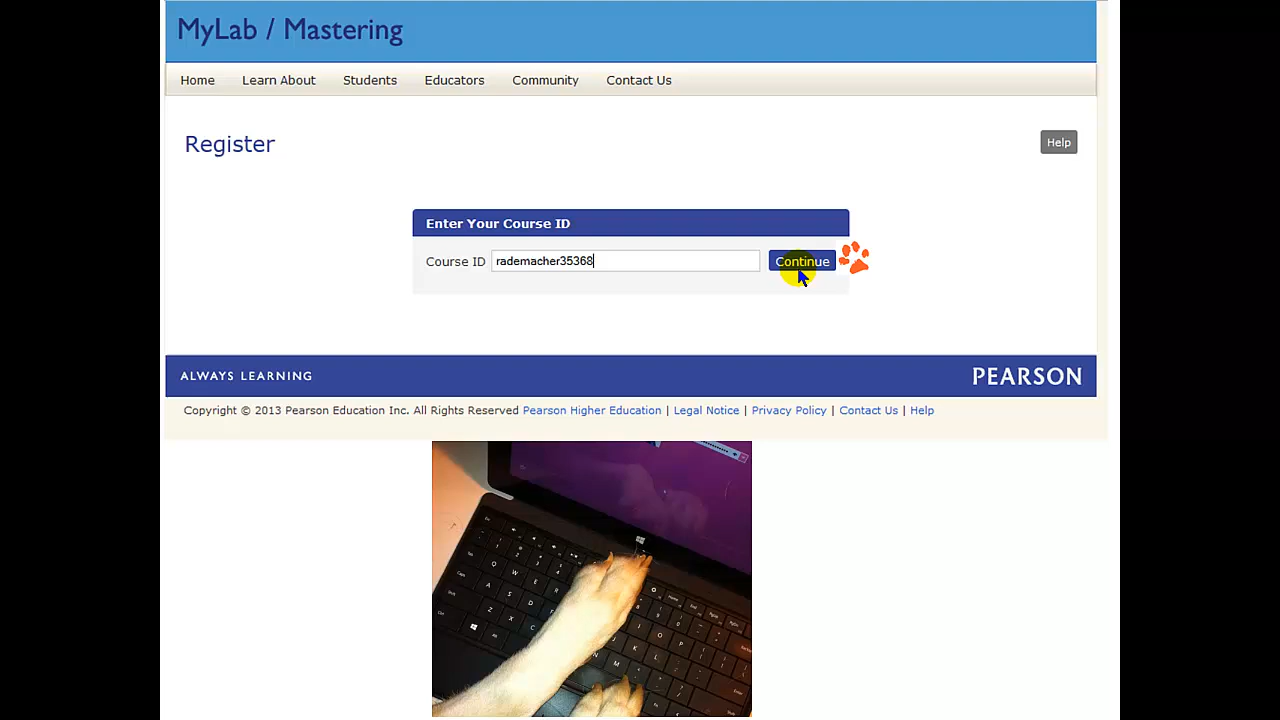 MyLab / Mastering
Home Learn About Students Educators Community Contact Us
Register
Help
Enter Your Course ID
Course ID rademacher35368 Continue
ALWAYS LEARNING PEARSON
Copyright © 2013 Pearson Education Inc. All Rights Reserved Pearson Higher Education | Legal Notice | Privacy Policy | Contact Us | Help